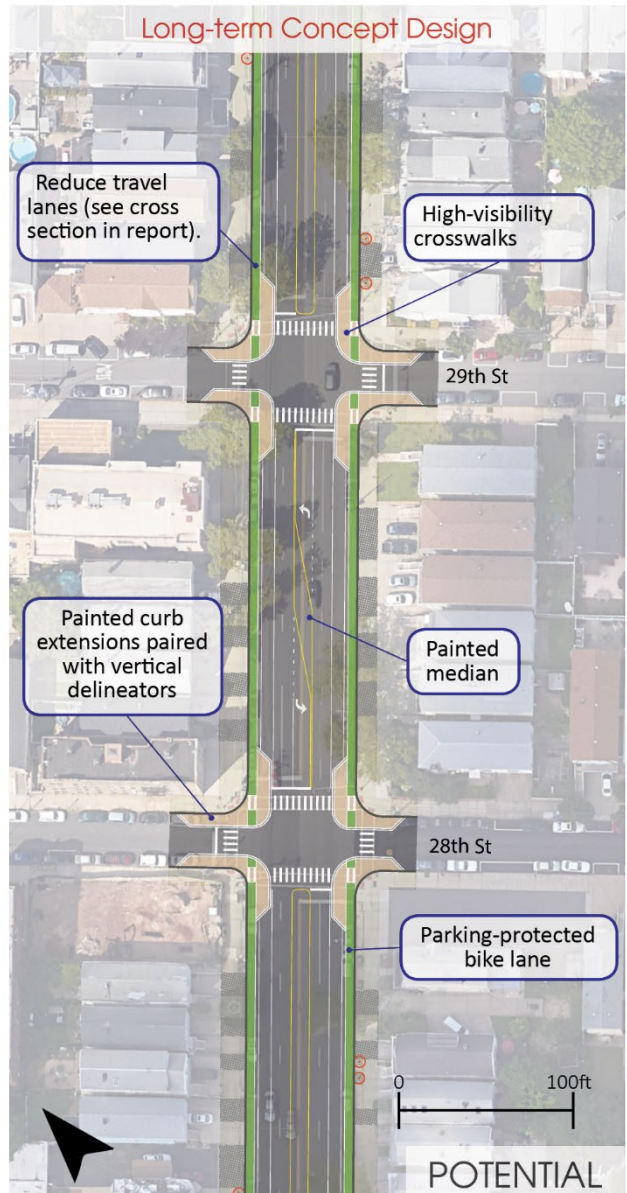 Long-term Concept Design
Reduce travel
lanes (see cross
section in report).
High-visibility
crosswalks
29th St
Painted curb
extensions paired
with vertical
delineators
Painted
median
28th St
Parking-protected
bike lane
0 100ft
POTENTIAL